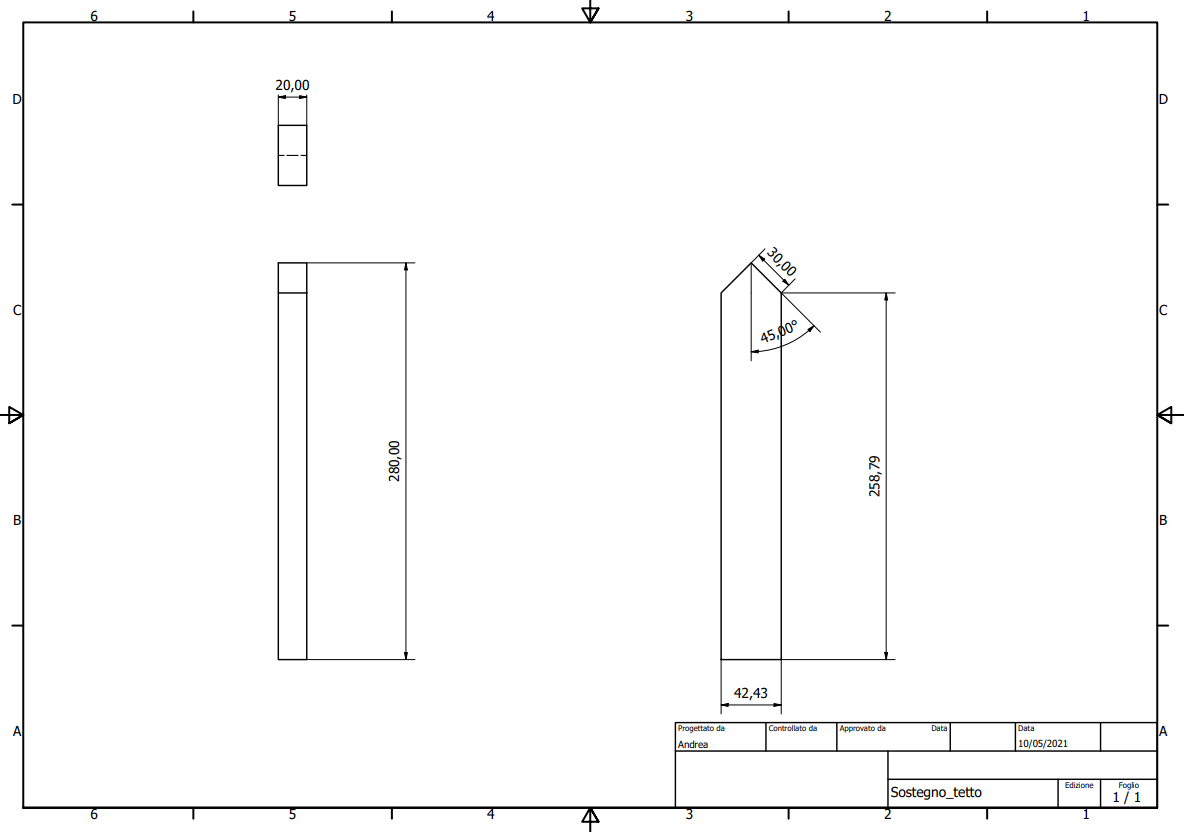 6 5 4 3 2 1
20,00
D D
30,00
C C
45,00°
280,00
258,79
B B
42,43
Progettato da Controllato da Approvato da Data Data
A A
Andrea 10/05/2021
Edizione Foglio
Sostegno_tetto 1 / 1
6 5 4 3 2 1